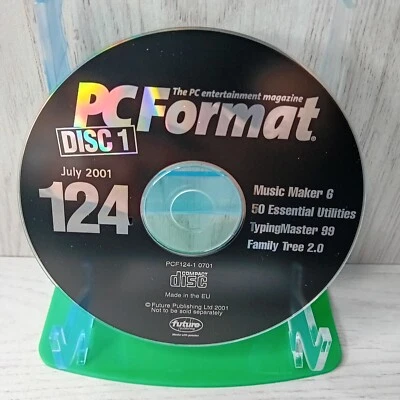 The PC entertainment magazine
PCFormat®
DISC 1
July 2001
124
Music Maker 6
50 Essential Utilities
TypingMaster 99
Family Tree 2.0
PCF124-1 0701
COMPACT
disc
Made in the EU
© Future Publishing Ltd 2001
Not to be sold separately
future